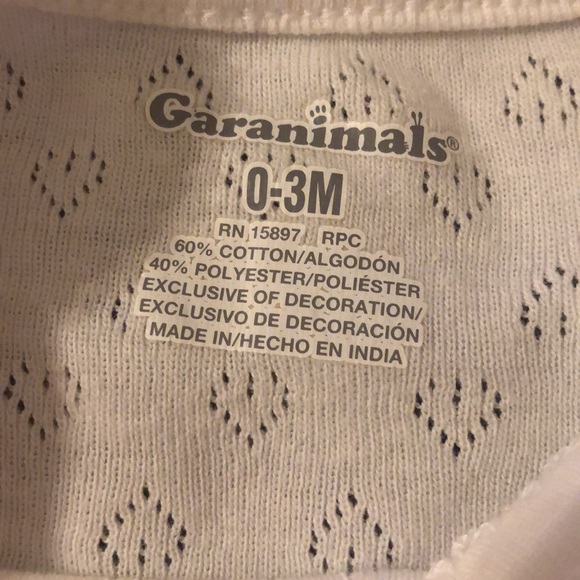 Garanimals®
0-3M
RN 15897 RPC
60% COTTON/ALGODÓN
40% POLYESTER/POLIÉSTER
EXCLUSIVE OF DECORATION/
EXCLUSIVO DE DECORACIÓN
MADE IN/HECHO EN INDIA